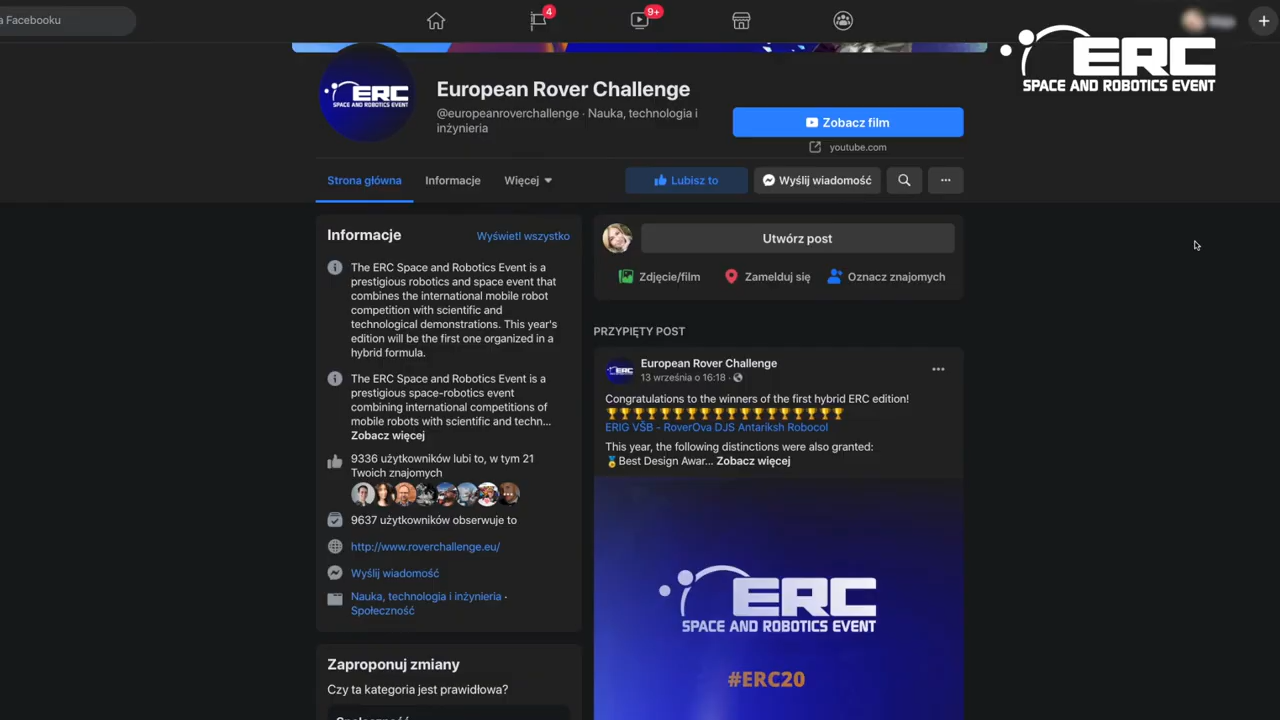 a Facebooku
4
9+
ERC
SPACE AND ROBOTICS EVENT
ERC
SPACE AND ROBOTICS EVENT
European Rover Challenge
@europeanroverchallenge · Nauka, technologia i
inżynieria
Zobacz film
youtube.com
Strona główna
Informacje
Więcej
Lubisz to
Wyślij wiadomość
Informacje
Wyświetl wszystko
The ERC Space and Robotics Event is a
prestigious robotics and space event that
combines the international mobile robot
competition with scientific and
technological demonstrations. This year's
edition will be the first one organized in a
hybrid formula.
The ERC Space and Robotics Event is a
prestigious space-robotics event
combining international competitions of
mobile robots with scientific and techn...
Zobacz więcej
9336 użytkowników lubi to, w tym 21
Twoich znajomych
9637 użytkowników obserwuje to
http://www.roverchallenge.eu/
Wyślij wiadomość
Nauka, technologia i inżynieria ·
Społeczność
Zaproponuj zmiany
Czy ta kategoria jest prawidłowa?
Społeczność
Utwórz post
Zdjęcie/film
Zamelduj się
Oznacz znajomych
PRZYPIĘTY POST
ERC
European Rover Challenge
13 września o 16:18 ·
Congratulations to the winners of the first hybrid ERC edition!
ERIG VŠB - RoverOva DJS Antariksh Robocol
This year, the following distinctions were also granted:
Best Design Awar... Zobacz więcej
ERC
SPACE AND ROBOTICS EVENT
#ERC20